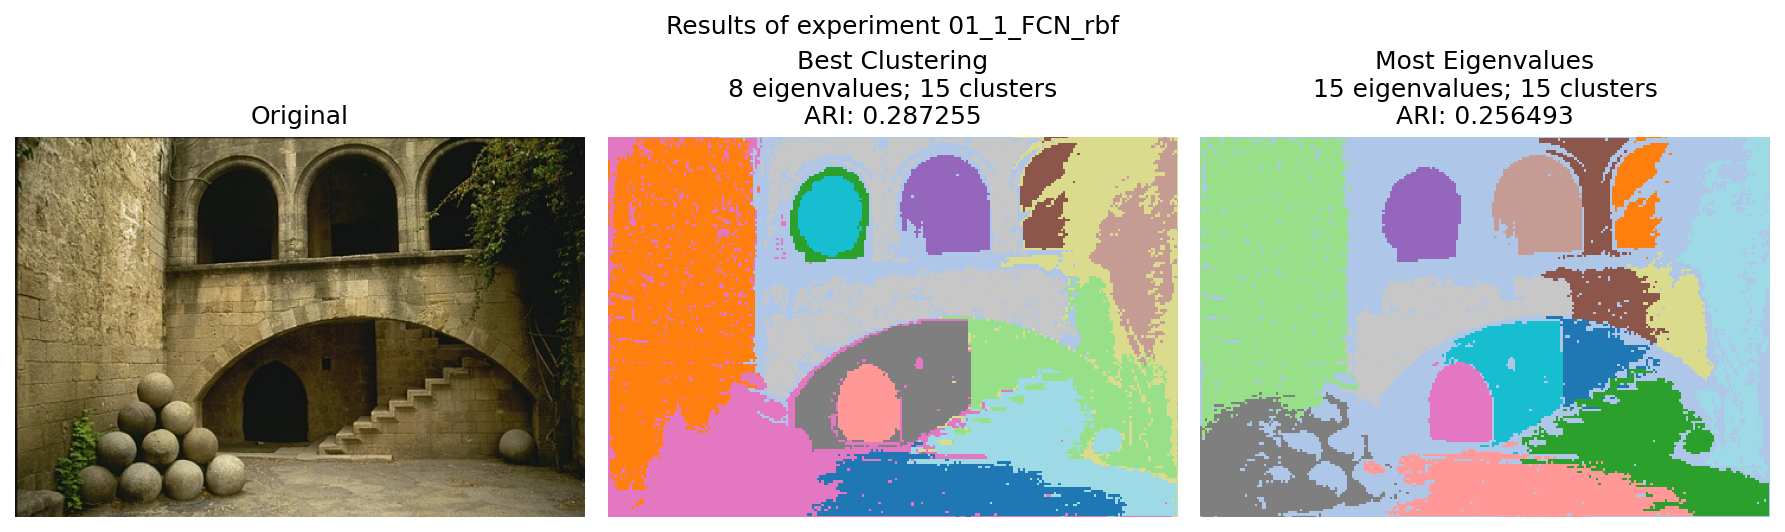 Results of experiment 01_1_FCN_rbf
Original
Best Clustering
8 eigenvalues; 15 clusters
ARI: 0.287255
Most Eigenvalues
15 eigenvalues; 15 clusters
ARI: 0.256493